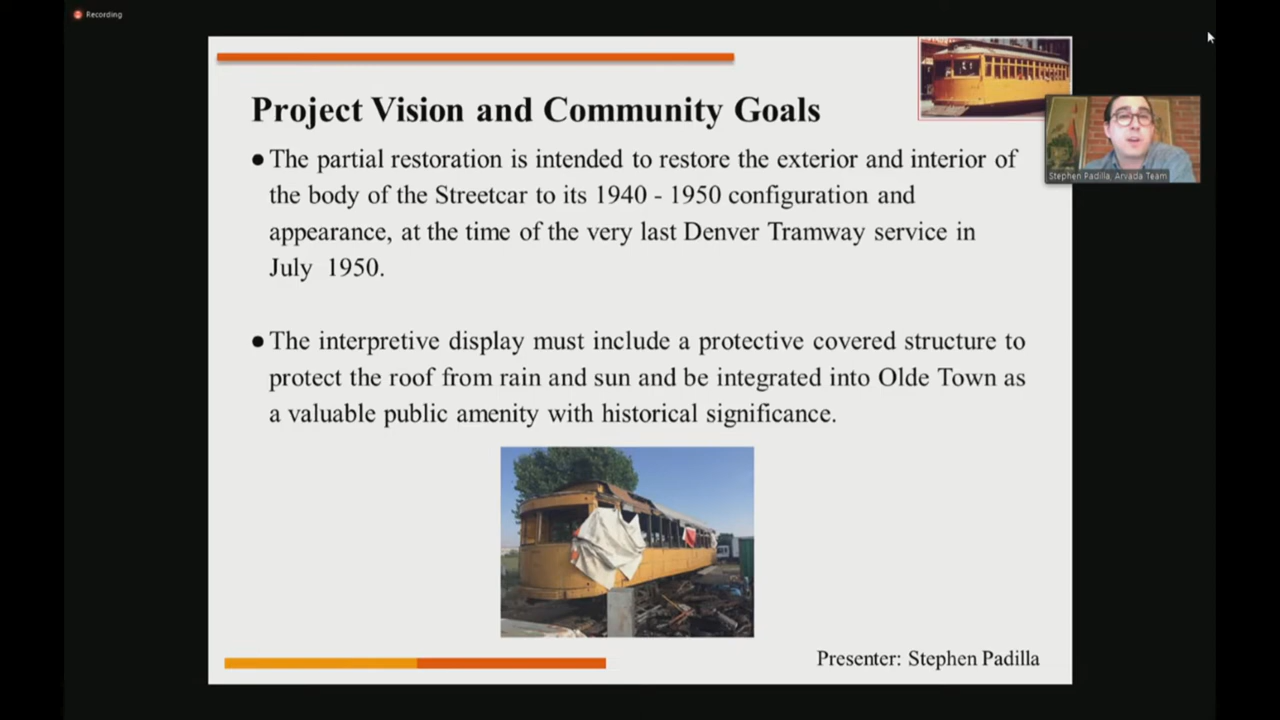 Recording
Project Vision and Community Goals
● The partial restoration is intended to restore the exterior and interior of
the body of the Streetcar to its 1940 - 1950 configuration and
appearance, at the time of the very last Denver Tramway service in
July 1950.
● The interpretive display must include a protective covered structure to
protect the roof from rain and sun and be integrated into Olde Town as
a valuable public amenity with historical significance.
Stephen Padilla, Arvada Team
Presenter: Stephen Padilla